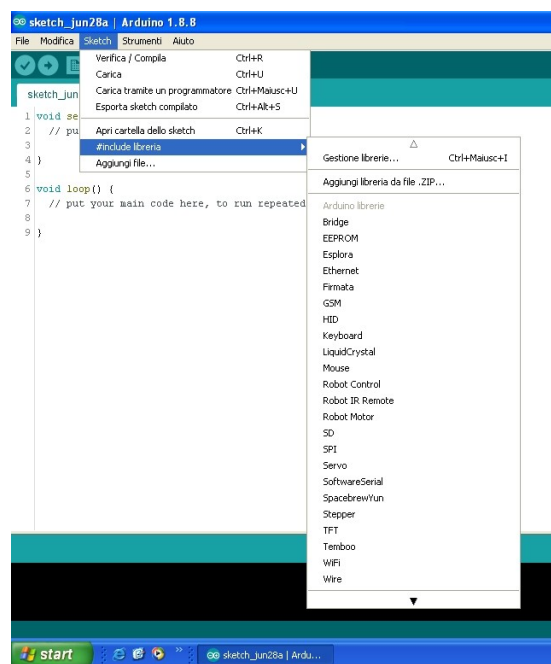 sketch_jun28a | Arduino 1.8.8
File Modifica Sketch Strumenti Aiuto
Verifica / Compila Ctrl+R
Carica Ctrl+U
Carica tramite un programmatore Ctrl+Maiusc+U
Esporta sketch compilato Ctrl+Alt+S
Apri cartella dello sketch Ctrl+K
#include libreria
Aggiungi file...
sketch_jun
1 void se
2 // pu
3
4 }
5
6 void loop() {
7 // put your main code here, to run repeated
8
9 }
Gestione librerie... Ctrl+Maiusc+I
Aggiungi libreria da file .ZIP...
Arduino librerie
Bridge
EEPROM
Esplora
Ethernet
Firmata
GSM
HID
Keyboard
LiquidCrystal
Mouse
Robot Control
Robot IR Remote
Robot Motor
SD
SPI
Servo
SoftwareSerial
SpacebrewYun
Stepper
TFT
Temboo
WiFi
Wire
start
sketch_jun28a | Ardu...